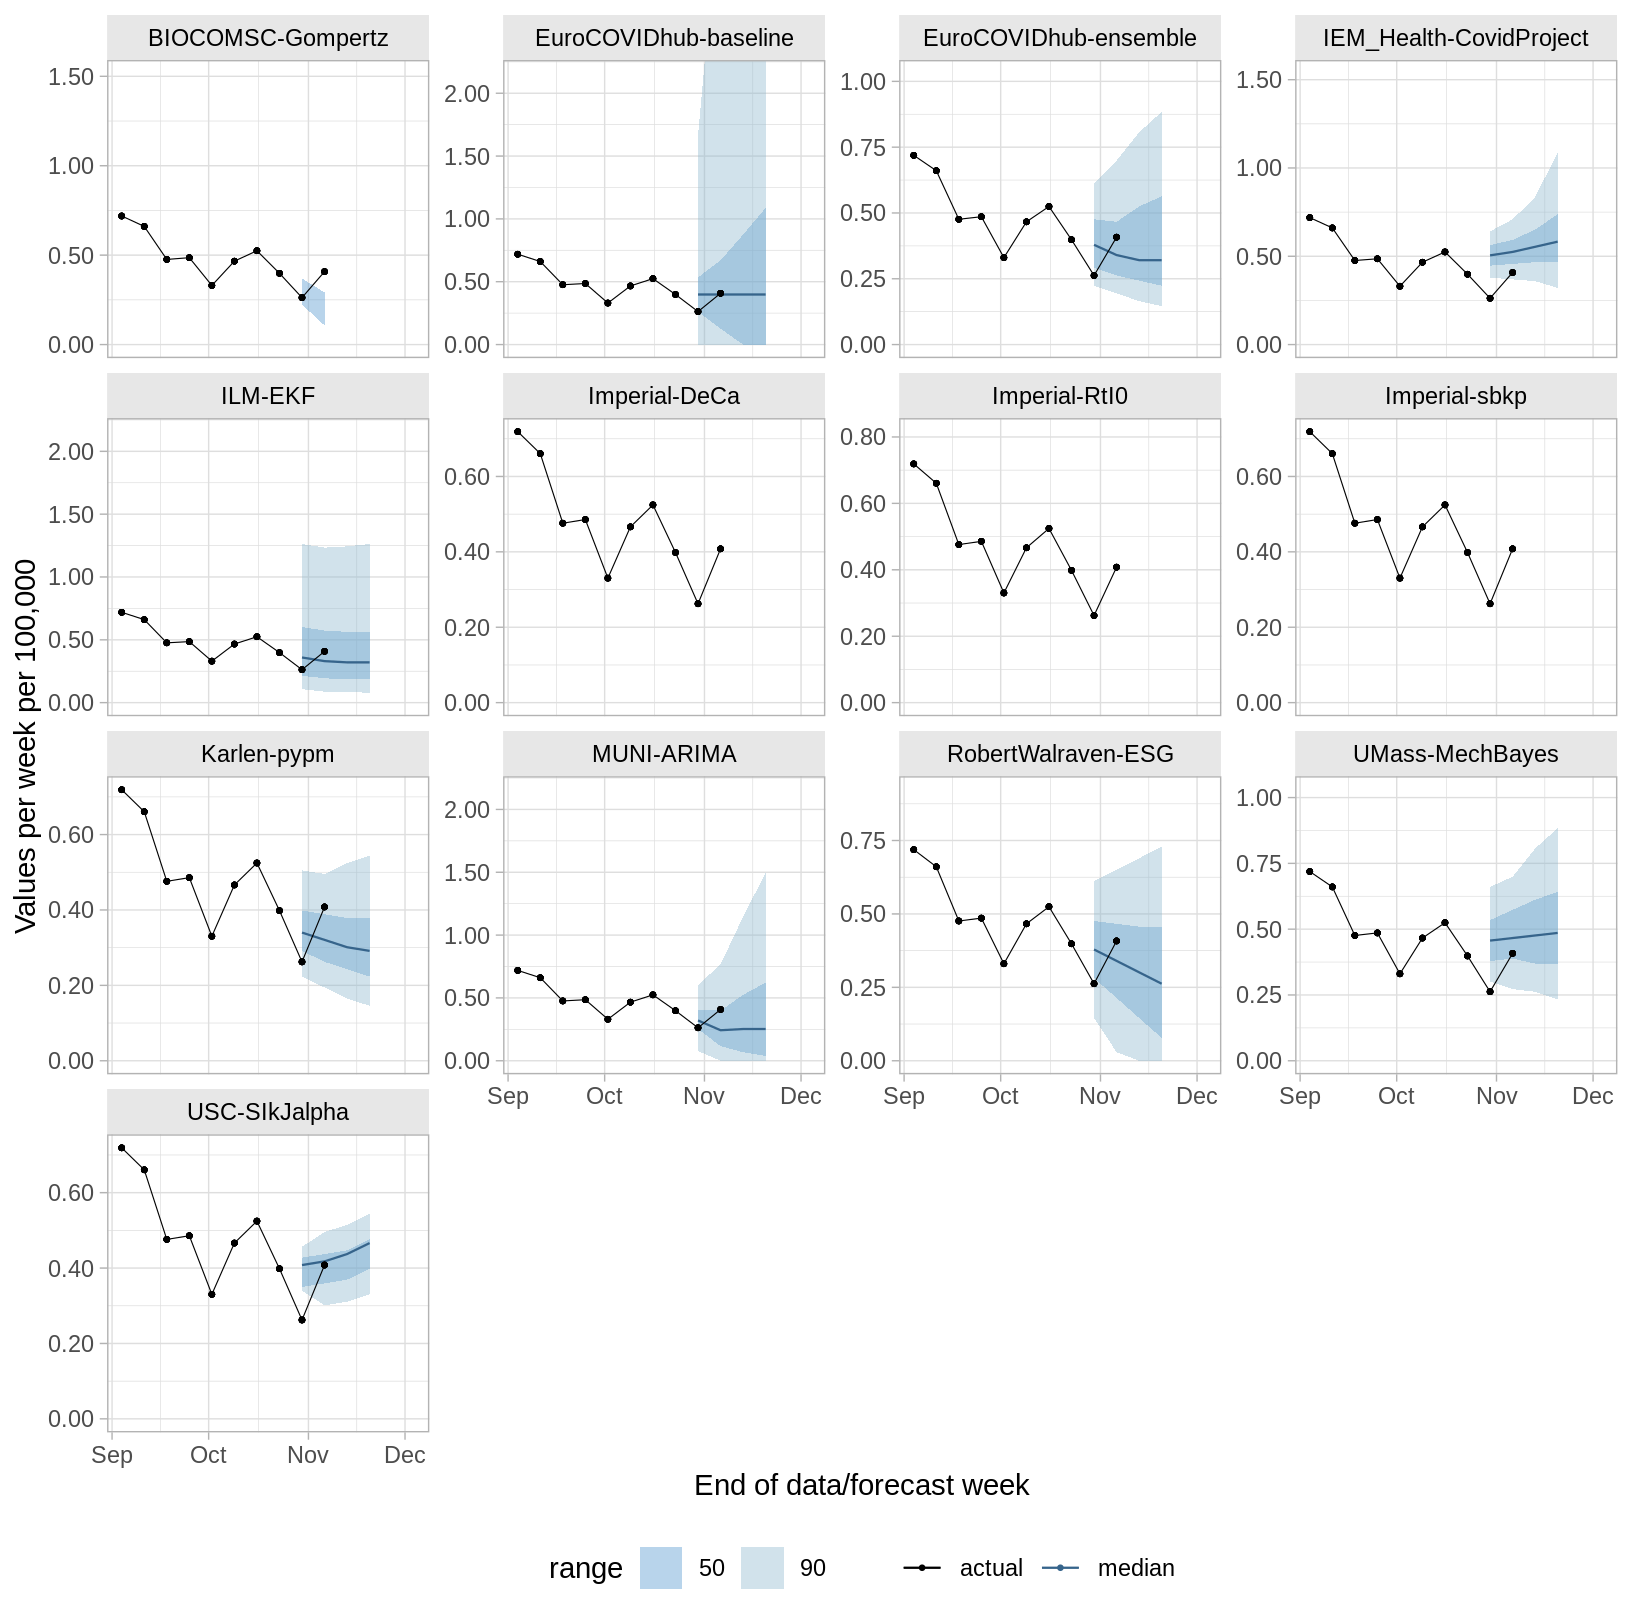 BIOCOMSC-Gompertz
EuroCOVIDhub-baseline
EuroCOVIDhub-ensemble
IEM_Health-CovidProject
1.50
1.00
0.50
0.00
2.00
1.50
1.00
0.50
0.00
1.00
0.75
0.50
0.25
0.00
1.50
1.00
0.50
0.00
ILM-EKF
Imperial-DeCa
Imperial-RtI0
Imperial-sbkp
2.00
1.50
1.00
0.50
0.00
0.60
0.40
0.20
0.00
0.80
0.60
0.40
0.20
0.00
0.60
0.40
0.20
0.00
Values per week per 100,000
Karlen-pypm
MUNI-ARIMA
RobertWalraven-ESG
UMass-MechBayes
0.60
0.40
0.20
0.00
2.00
1.50
1.00
0.50
0.00
0.75
0.50
0.25
0.00
1.00
0.75
0.50
0.25
0.00
Sep Oct Nov Dec
Sep Oct Nov Dec
Sep Oct Nov Dec
USC-SIkJalpha
0.60
0.40
0.20
0.00
Sep Oct Nov Dec
End of data/forecast week
range 50 90 actual median